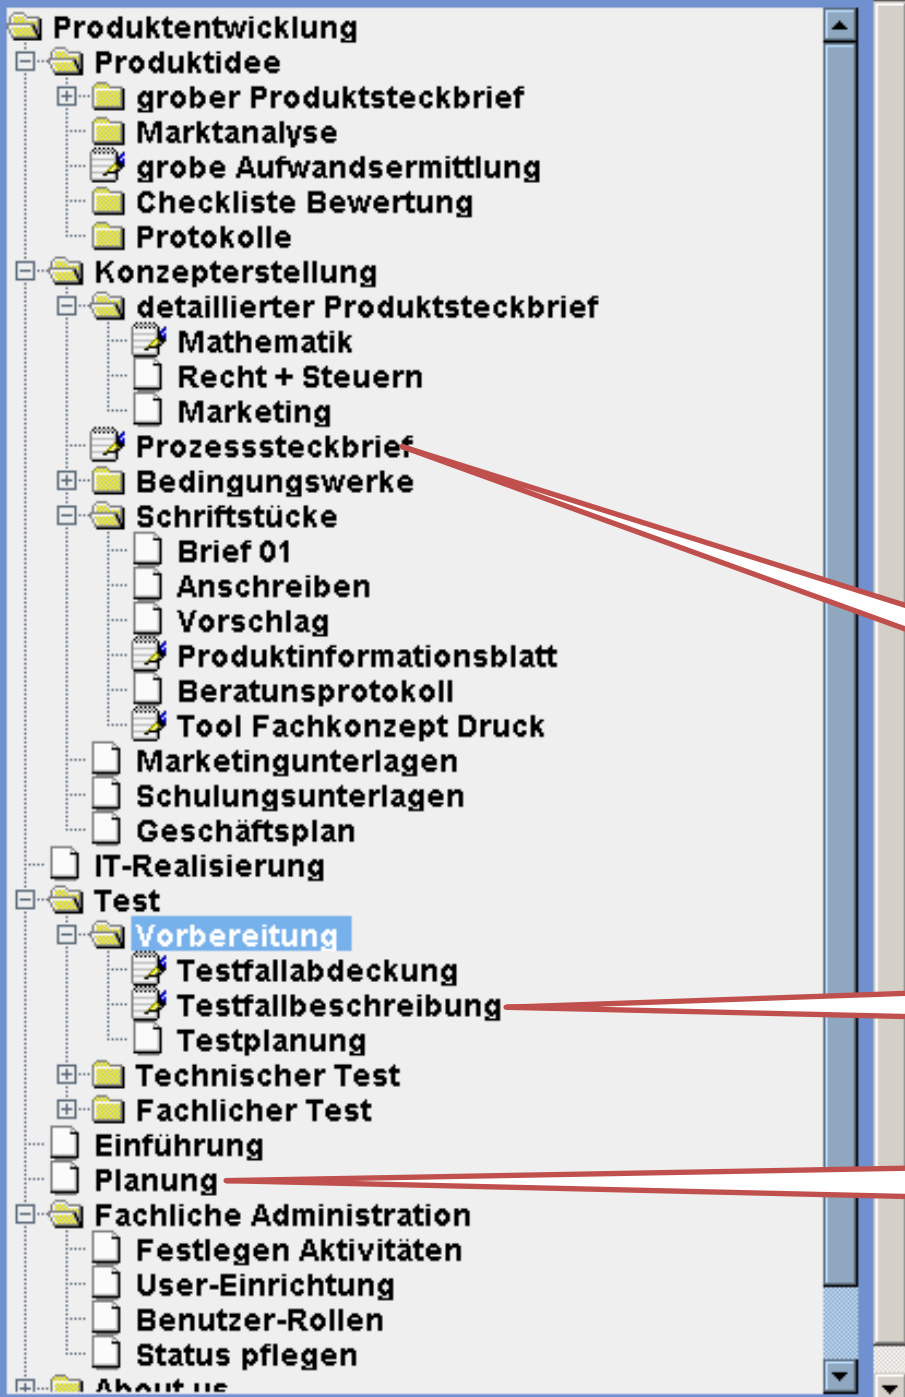 Produktentwicklung
Produktidee
grober Produktsteckbrief
Marktanalyse
grobe Aufwandsermittlung
Checkliste Bewertung
Protokolle
Konzepterstellung
detaillierter Produktsteckbrief
Mathematik
Recht + Steuern
Marketing
Prozesssteckbrief
Bedingungswerke
Schriftstücke
Brief 01
Anschreiben
Vorschlag
Produktinformationsblatt
Beratunsprotokoll
Tool Fachkonzept Druck
Marketingunterlagen
Schulungsunterlagen
Geschäftsplan
IT-Realisierung
Test
Vorbereitung
Testfallabdeckung
Testfallbeschreibung
Testplanung
Technischer Test
Fachlicher Test
Einführung
Planung
Fachliche Administration
Festlegen Aktivitäten
User-Einrichtung
Benutzer-Rollen
Status pflegen
About us